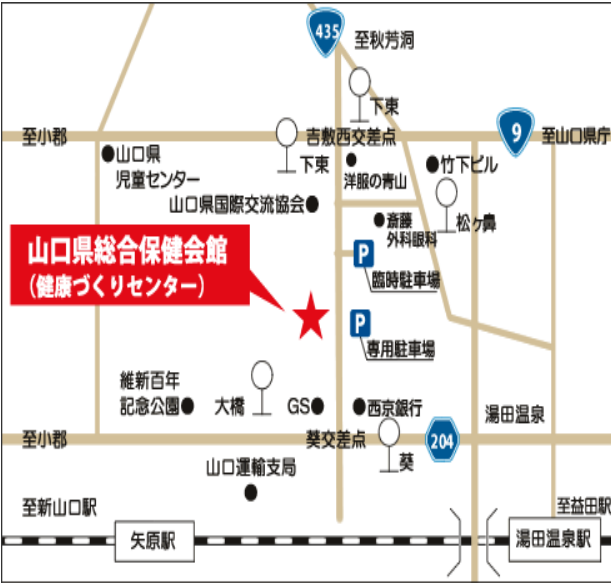 435
至秋芳洞
下東
至小郡
吉敷西交差点
9
至山口県庁
山口県
児童センター
下東
洋服の青山
竹下ビル
山口県国際交流協会
斎藤
外科眼科
松ヶ鼻
山口県総合保健会館
(健康づくりセンター)
P
臨時駐車場
P
専用駐車場
維新百年
記念公園
大橋
GS
西京銀行
湯田温泉
至小郡
葵交差点
204
葵
山口運輸支局
至新山口駅
至益田駅
矢原駅
湯田温泉駅